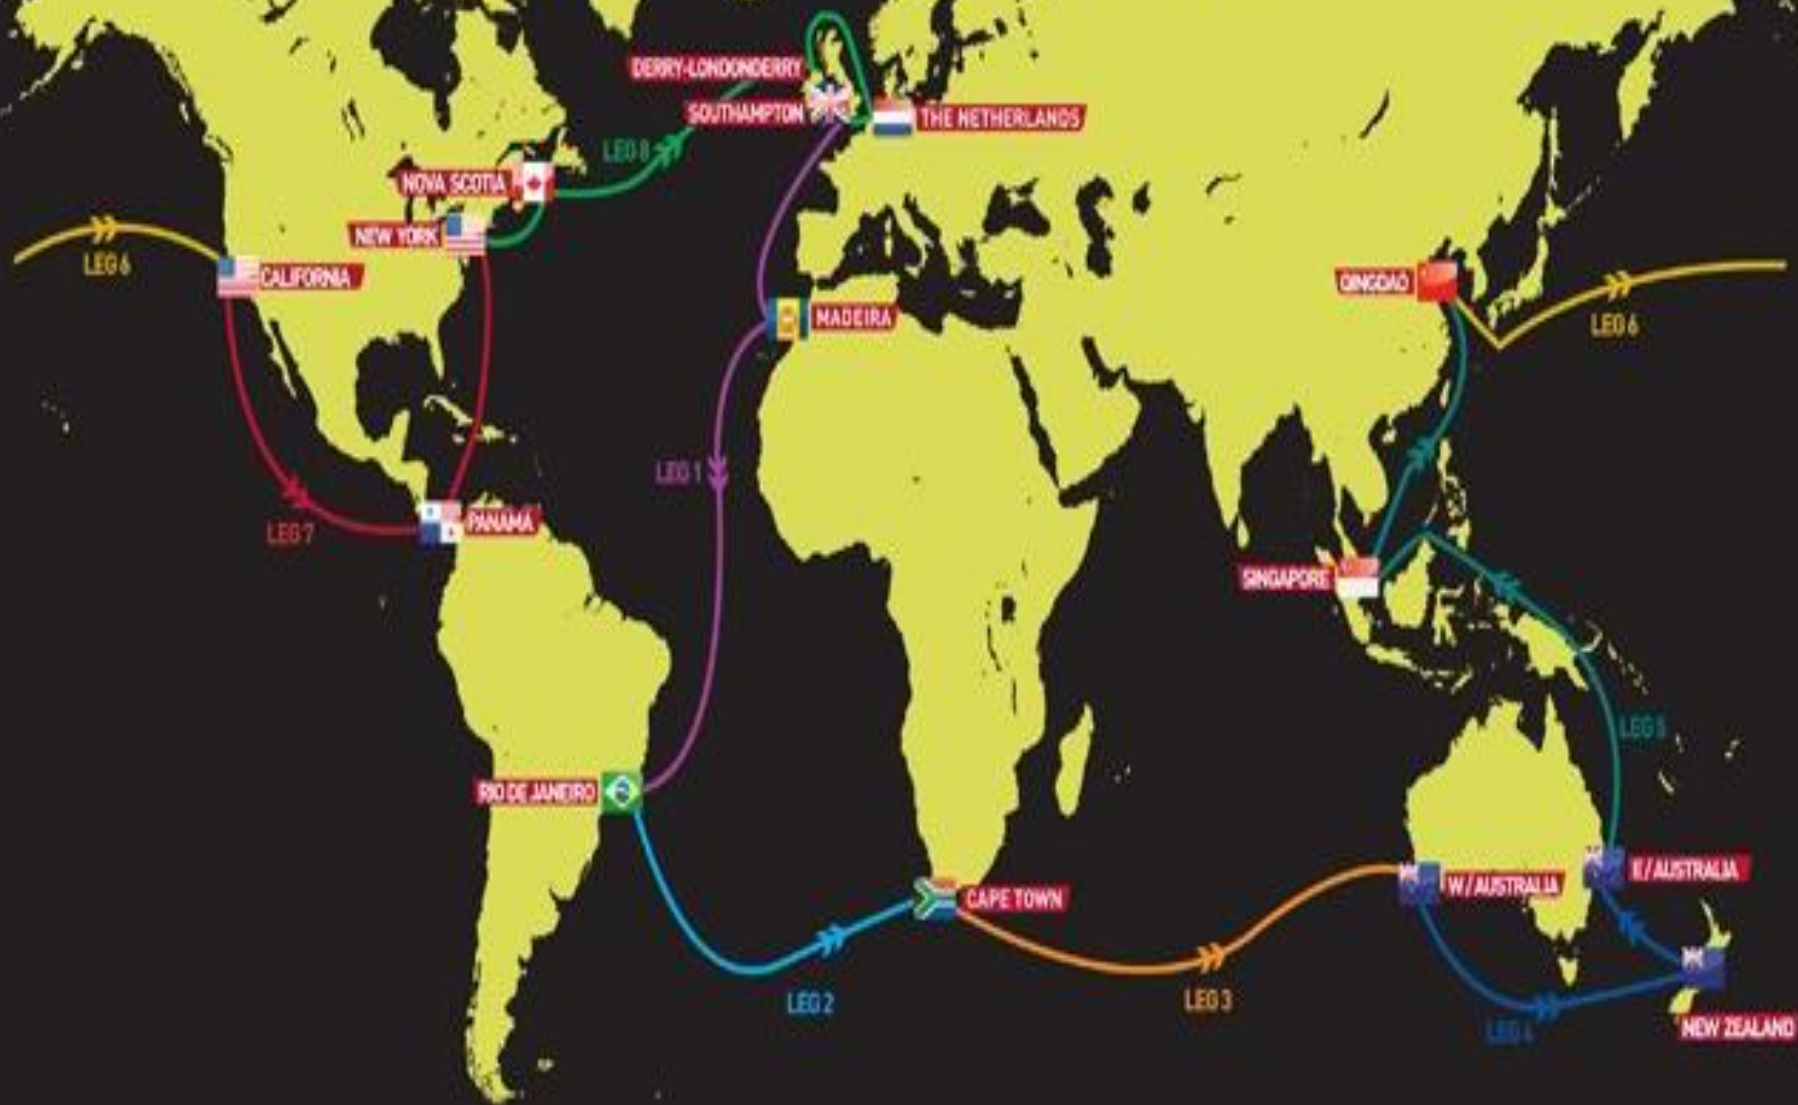 DERRY-LONDONDERRY
SOUTHAMPTON
THE NETHERLANDS
LEG 8
NOVA SCOTIA
NEW YORK
LEG 6
CALIFORNIA
QINGDAO
LEG 6
MADEIRA
LEG 1
PANAMA
LEG 7
SINGAPORE
LEG 5
RIO DE JANEIRO
E/AUSTRALIA
W/AUSTRALIA
CAPE TOWN
LEG 2
LEG 3
LEG 4
NEW ZEALAND